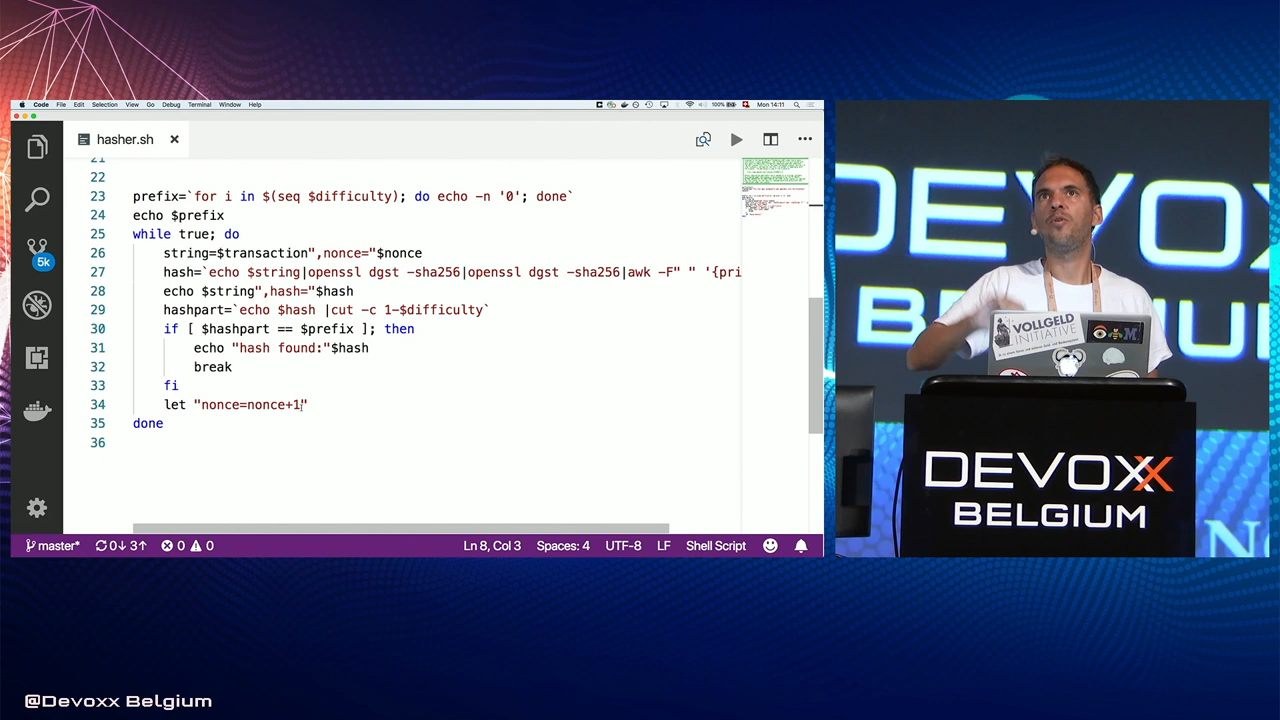 Code File Edit Selection View Go Debug Terminal Window Help 100% Mon 14:11
hasher.sh
21
22
23 prefix=`for i in $(seq $difficulty); do echo -n '0'; done`
24 echo $prefix
25 while true; do
26 string=$transaction",nonce="$nonce
27 hash=`echo $string|openssl dgst -sha256|openssl dgst -sha256|awk -F" " '{pri
28 echo $string",hash="$hash
29 hashpart=`echo $hash |cut -c 1-$difficulty`
30 if [ $hashpart == $prefix ]; then
31 echo "hash found:"$hash
32 break
33 fi
34 let "nonce=nonce+1"
35 done
36
5k
master* 0↓ 3↑ 0 0 Ln 8, Col 3 Spaces: 4 UTF-8 LF Shell Script
DEVOX
BELGIU
VOLLGELD
INITIATIVE
M
DEVOXX
BELGIUM
N
@Devoxx Belgium